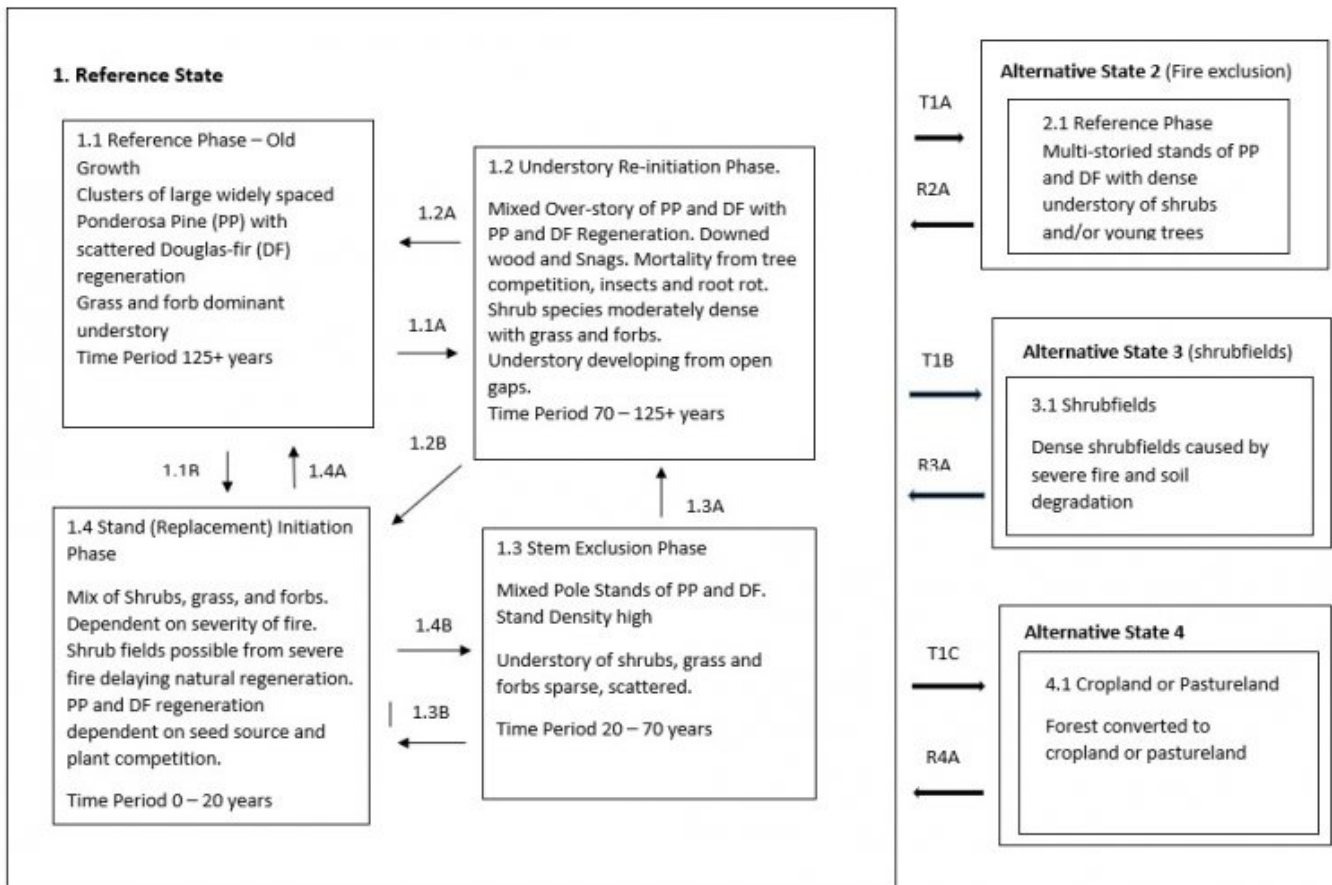 1. Reference State
1.1 Reference Phase – Old
Growth
Clusters of large widely spaced
Ponderosa Pine (PP) with
scattered Douglas-fir (DF)
regeneration
Grass and forb dominant
understory
Time Period 125+ years
1.2A
1.1A
1.2 Understory Re-initiation Phase.
Mixed Over-story of PP and DF with
PP and DF Regeneration. Downed
wood and Snags. Mortality from tree
competition, insects and root rot.
Shrub species moderately dense
with grass and forbs.
Understory developing from open
gaps.
Time Period 70 – 125+ years
1.1B
1.4A
1.2B
1.3A
1.4 Stand (Replacement) Initiation
Phase
Mix of Shrubs, grass, and forbs.
Dependent on severity of fire.
Shrub fields possible from severe
fire delaying natural regeneration.
PP and DF regeneration
dependent on seed source and
plant competition.
Time Period 0 – 20 years
1.4B
1.3B
1.3 Stem Exclusion Phase
Mixed Pole Stands of PP and DF.
Stand Density high
Understory of shrubs, grass and
forbs sparse, scattered.
Time Period 20 – 70 years
T1A
R2A
Alternative State 2 (Fire exclusion)
2.1 Reference Phase
Multi-storied stands of PP
and DF with dense
understory of shrubs
and/or young trees
T1B
R3A
Alternative State 3 (shrubfields)
3.1 Shrubfields
Dense shrubfields caused by
severe fire and soil
degradation
T1C
R4A
Alternative State 4
4.1 Cropland or Pastureland
Forest converted to
cropland or pastureland